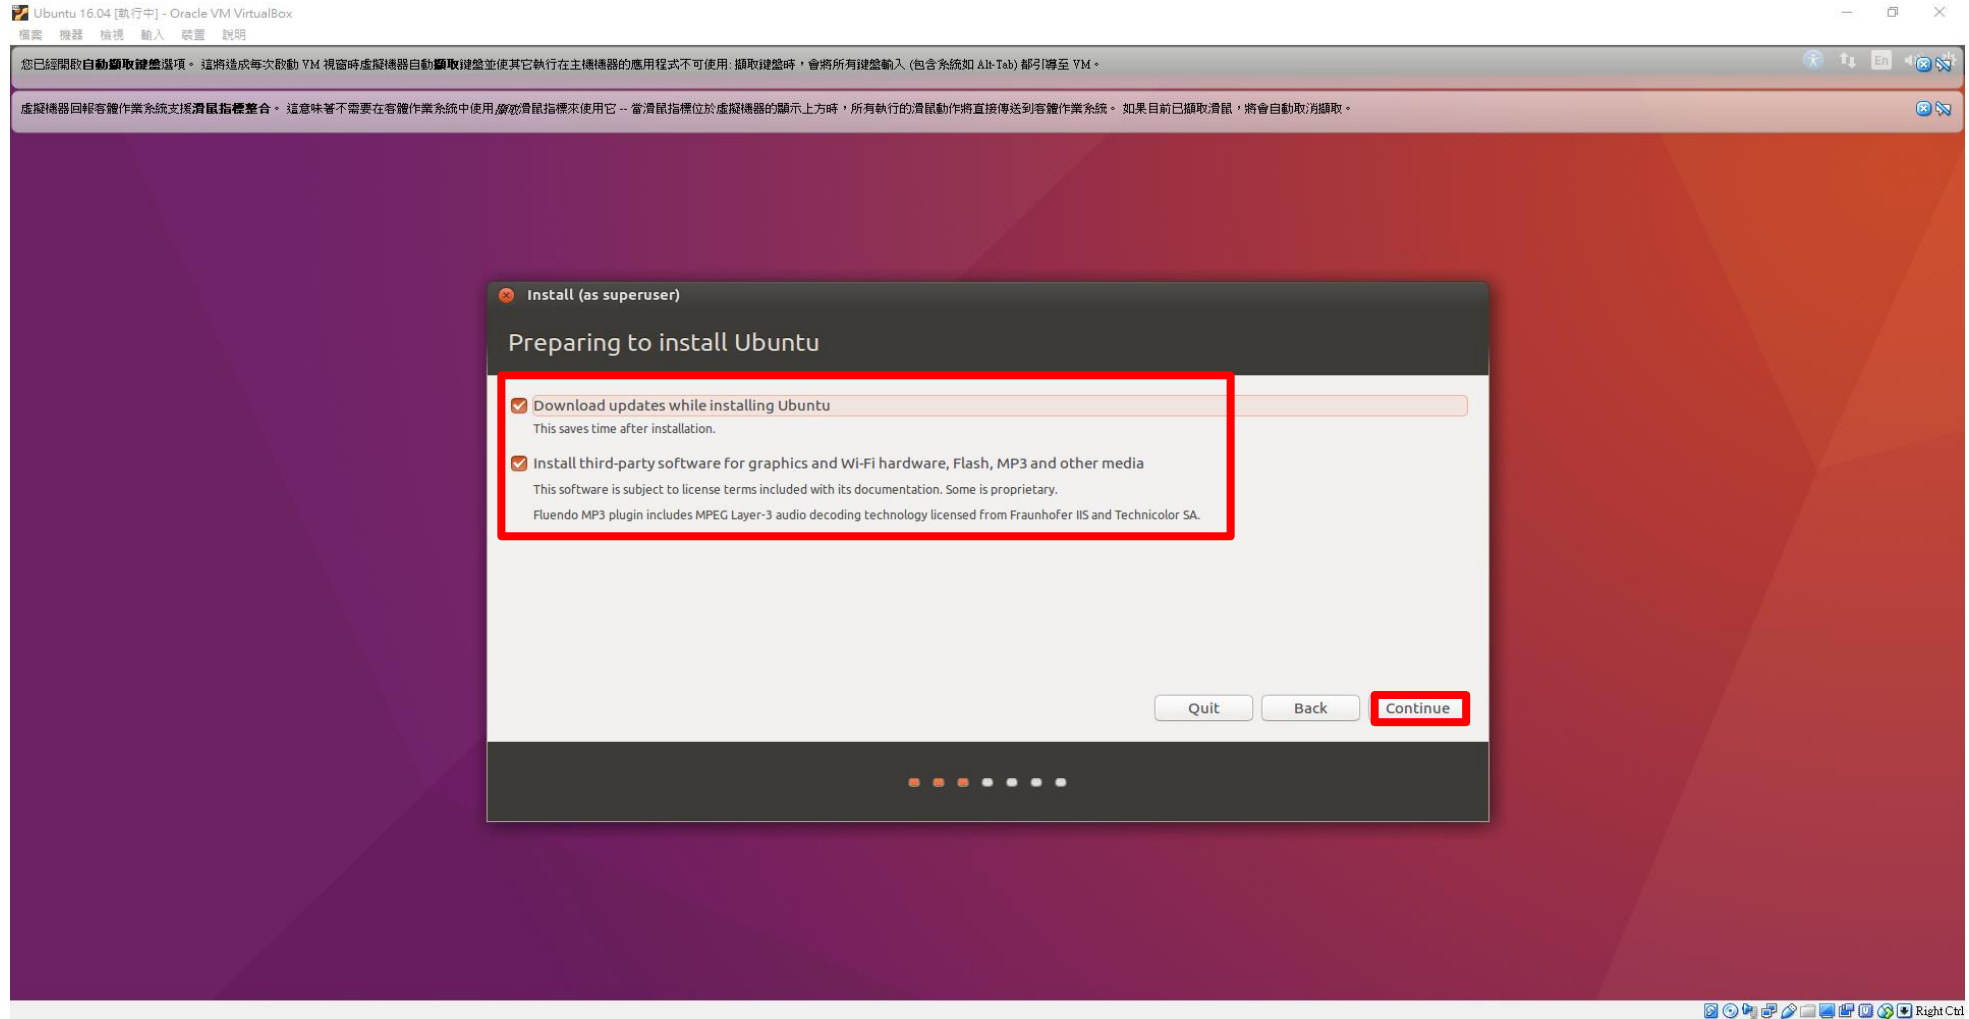 Ubuntu 16.04 [執行中] - Oracle VM VirtualBox
檔案 機器 檢視 輸入 裝置 說明
您已經開啟自動擷取鍵盤選項。 這將造成每次啟動 VM 視窗時虛擬機器自動擷取鍵盤並使其它執行在主機機器的應用程式不可使用: 擷取鍵盤時，會將所有鍵盤輸入 (包含系統如 Alt-Tab) 都引導至 VM。
En
虛擬機器回報客體作業系統支援滑鼠指標整合。 這意味著不需要在客體作業系統中使用擷取滑鼠指標來使用它 -- 當滑鼠指標位於虛擬機器的顯示上方時，所有執行的滑鼠動作將直接傳送到客體作業系統。 如果目前已擷取滑鼠，將會自動取消擷取。
Install (as superuser)
Preparing to install Ubuntu
Download updates while installing Ubuntu
This saves time after installation.
Install third-party software for graphics and Wi-Fi hardware, Flash, MP3 and other media
This software is subject to license terms included with its documentation. Some is proprietary.
Fluendo MP3 plugin includes MPEG Layer-3 audio decoding technology licensed from Fraunhofer IIS and Technicolor SA.
Quit Back Continue
Right Ctrl